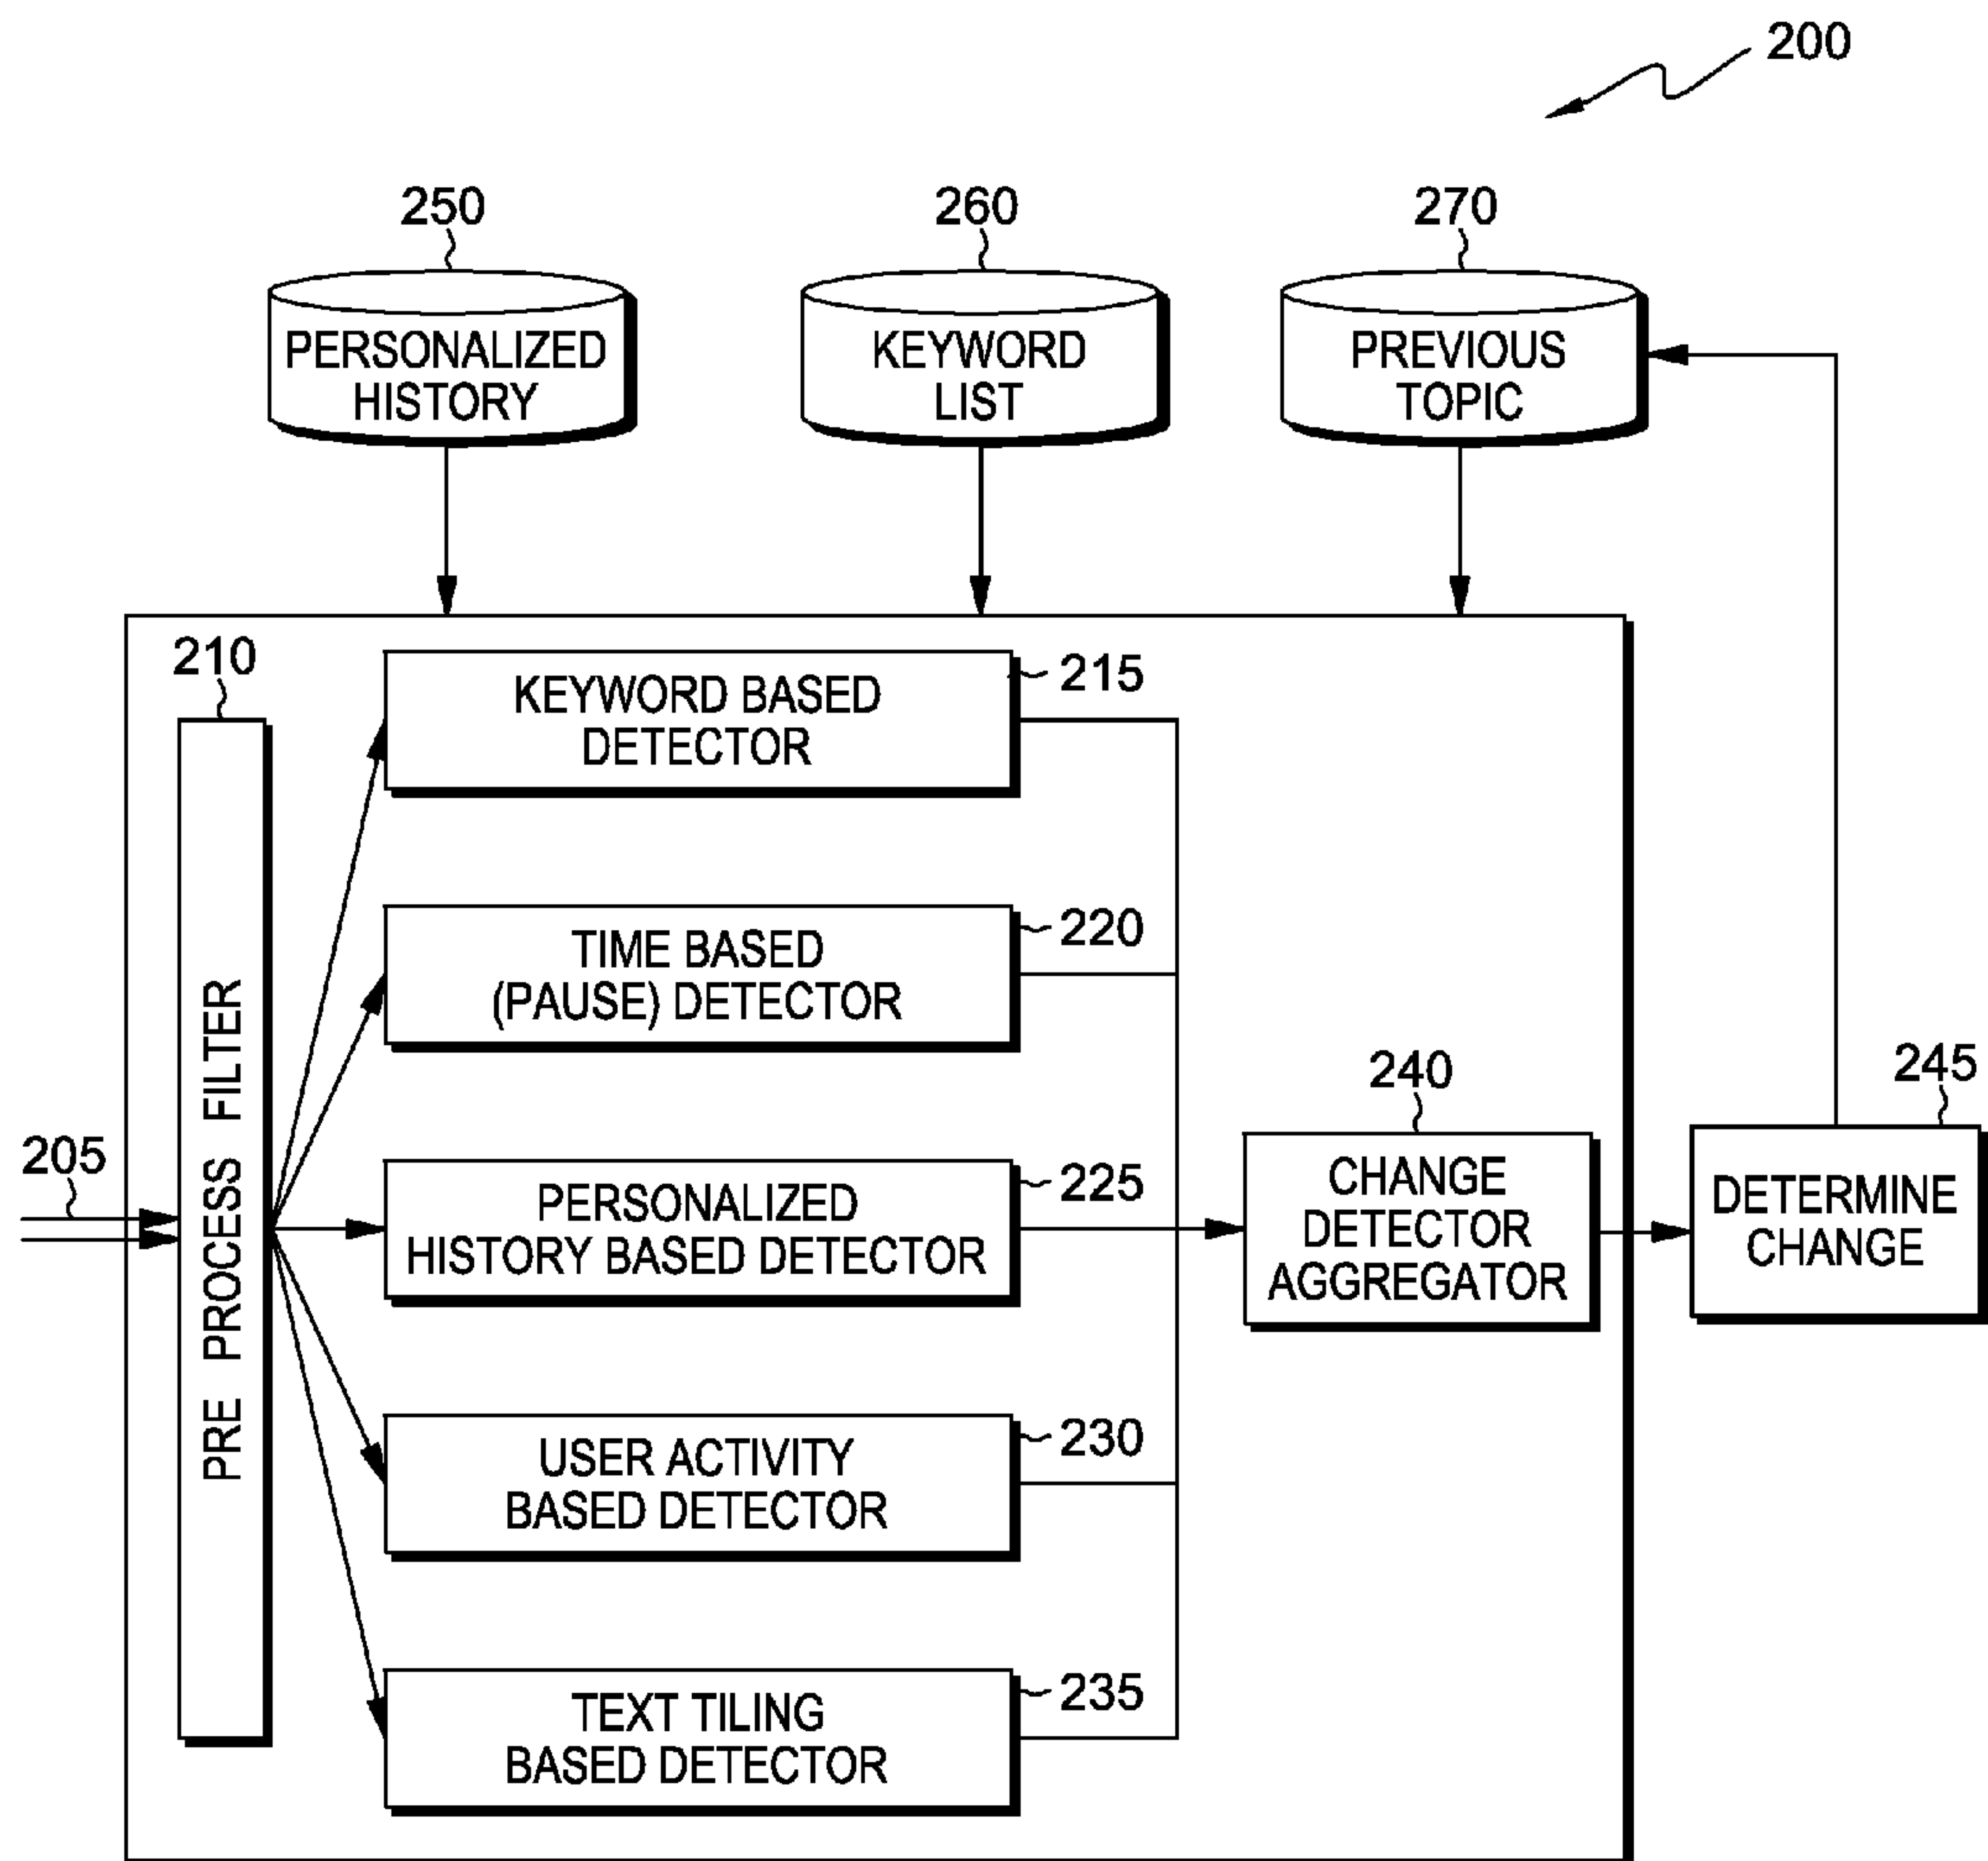 200
250
260
270
PERSONALIZED
HISTORY
KEYWORD
LIST
PREVIOUS
TOPIC
210
PRE PROCESS FILTER
205
KEYWORD BASED
DETECTOR
215
TIME BASED
(PAUSE) DETECTOR
220
PERSONALIZED
HISTORY BASED DETECTOR
225
USER ACTIVITY
BASED DETECTOR
230
TEXT TILING
BASED DETECTOR
235
240
CHANGE
DETECTOR
AGGREGATOR
245
DETERMINE
CHANGE